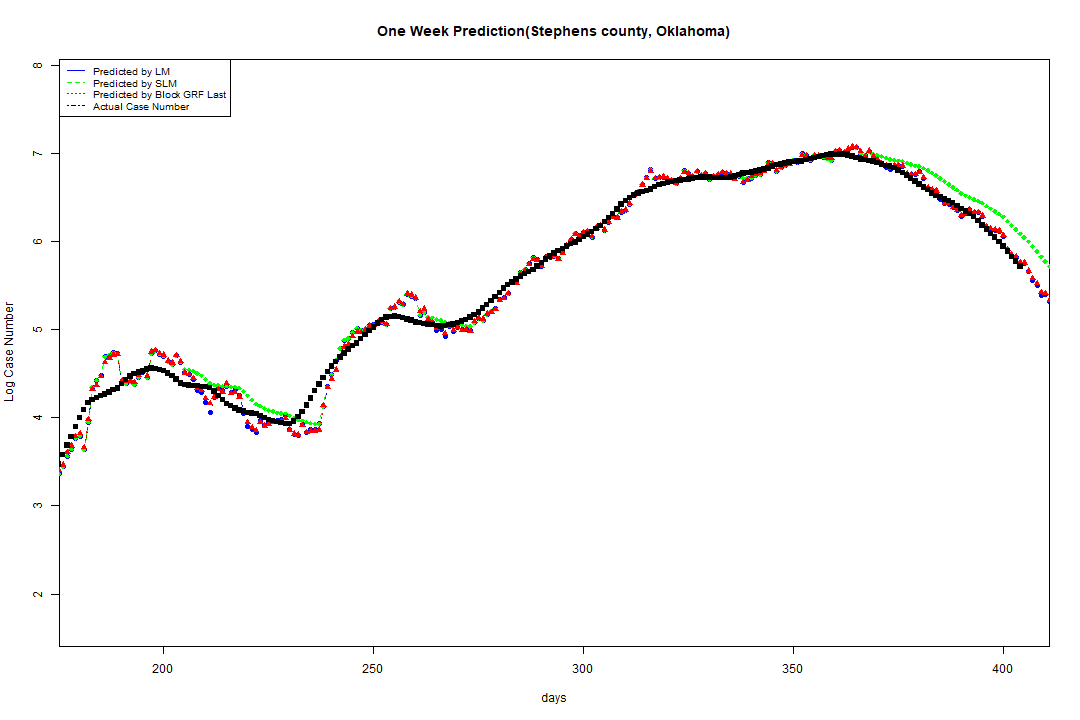 One Week Prediction(Stephens county, Oklahoma)
Predicted by LM
Predicted by SLM
Predicted by Block GRF Last
Actual Case Number
8
7
6
5
4
3
2
Log Case Number
200 250 300 350 400
days